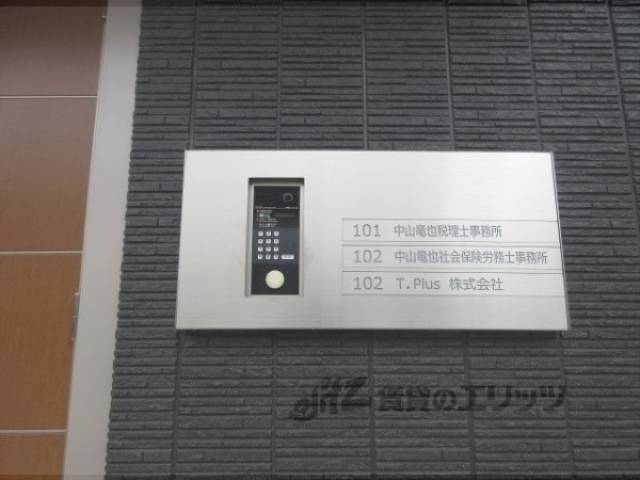 101 中山竜也税理士事務所
102 中山竜也社会保険労務士事務所
102 T.Plus 株式会社
賃貸のエリッツ